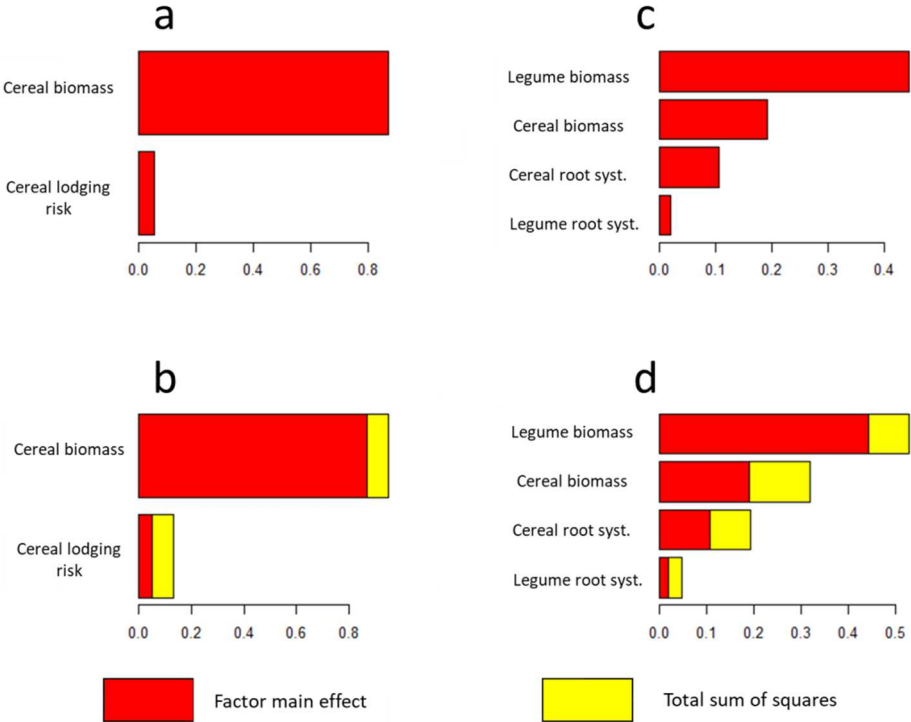 a
Cereal biomass
Cereal lodging
risk
0.0 0.2 0.4 0.6 0.8
c
Legume biomass
Cereal biomass
Cereal root syst.
Legume root syst.
0.0 0.1 0.2 0.3 0.4
b
Cereal biomass
Cereal lodging
risk
0.0 0.2 0.4 0.6 0.8
d
Legume biomass
Cereal biomass
Cereal root syst.
Legume root syst.
0.0 0.1 0.2 0.3 0.4 0.5
Factor main effect
Total sum of squares